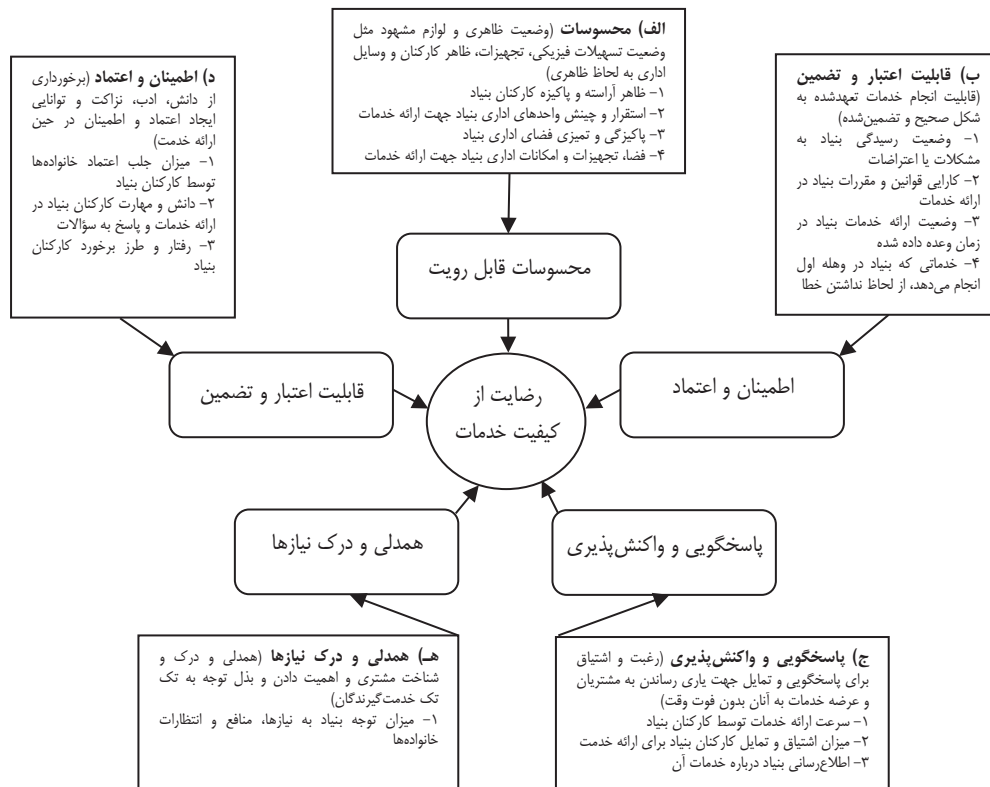 الف) محسوسات (وضعیت ظاهری و لوازم مشهود مثل
وضعیت تسهیلات فیزیکی، تجهیزات، ظاهر کارکنان و وسایل
اداری به لحاظ ظاهری)
۱- ظاهر آراسته و پاکیزه کارکنان بنیاد
۲- استقرار و چینش واحدهای اداری بنیاد جهت ارائه خدمات
۳- پاکیزگی و تمیزی فضای اداری بنیاد
۴- فضا، تجهیزات و امکانات اداری بنیاد جهت ارائه خدمات
ب) قابلیت اعتبار و تضمین
(قابلیت انجام خدمات تعهدشده به
شکل صحیح و تضمین‌شده)
۱- وضعیت رسیدگی بنیاد به
مشکلات یا اعتراضات
۲- کارایی قوانین و مقررات بنیاد در
ارائه خدمات
۳- وضعیت ارائه خدمات بنیاد در
زمان وعده داده شده
۴- خدماتی که بنیاد در وهله اول
انجام می‌دهد، از لحاظ نداشتن خطا
د) اطمینان و اعتماد (برخورداری
از دانش، ادب، نزاکت و توانایی
ایجاد اعتماد و اطمینان در حین
ارائه خدمت)
۱- میزان جلب اعتماد خانواده‌ها
توسط کارکنان بنیاد
۲- دانش و مهارت کارکنان بنیاد در
ارائه خدمات و پاسخ به سؤالات
۳- رفتار و طرز برخورد کارکنان
بنیاد
محسوسات قابل رویت
اطمینان و اعتماد
قابلیت اعتبار و تضمین
رضایت از
کیفیت خدمات
پاسخگویی و واکنش‌پذیری
همدلی و درک نیازها
ج) پاسخگویی و واکنش‌پذیری (رغبت و اشتیاق
برای پاسخگویی و تمایل جهت یاری رساندن به مشتریان
و عرضه خدمات به آنان بدون فوت وقت)
۱- سرعت ارائه خدمات توسط کارکنان بنیاد
۲- میزان اشتیاق و تمایل کارکنان بنیاد برای ارائه خدمت
۳- اطلاع‌رسانی بنیاد درباره خدمات آن
هـ) همدلی و درک نیازها (همدلی و درک و
شناخت مشتری و اهمیت دادن و بذل توجه به تک
تک خدمت‌گیرندگان)
۱- میزان توجه بنیاد به نیازها، منافع و انتظارات
خانواده‌ها